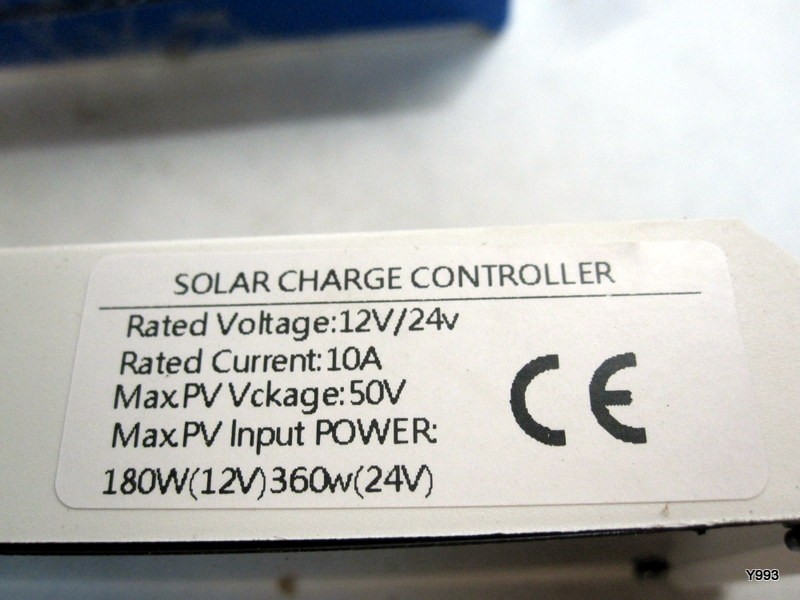 SOLAR CHARGE CONTROLLER
Rated Voltage:12V/24v
Rated Current:10A
Max.PV Vckage:50V
Max.PV Input POWER:
180W(12V)360w(24V)
CE
Y993